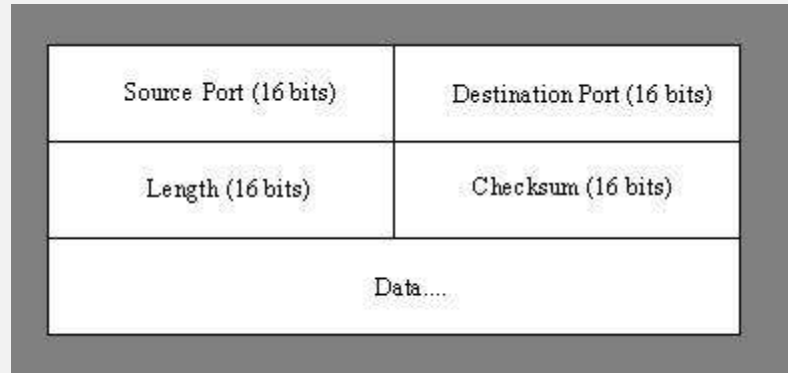 Source Port (16 bits)
Destination Port (16 bits)
Length (16 bits)
Checksum (16 bits)
Data....